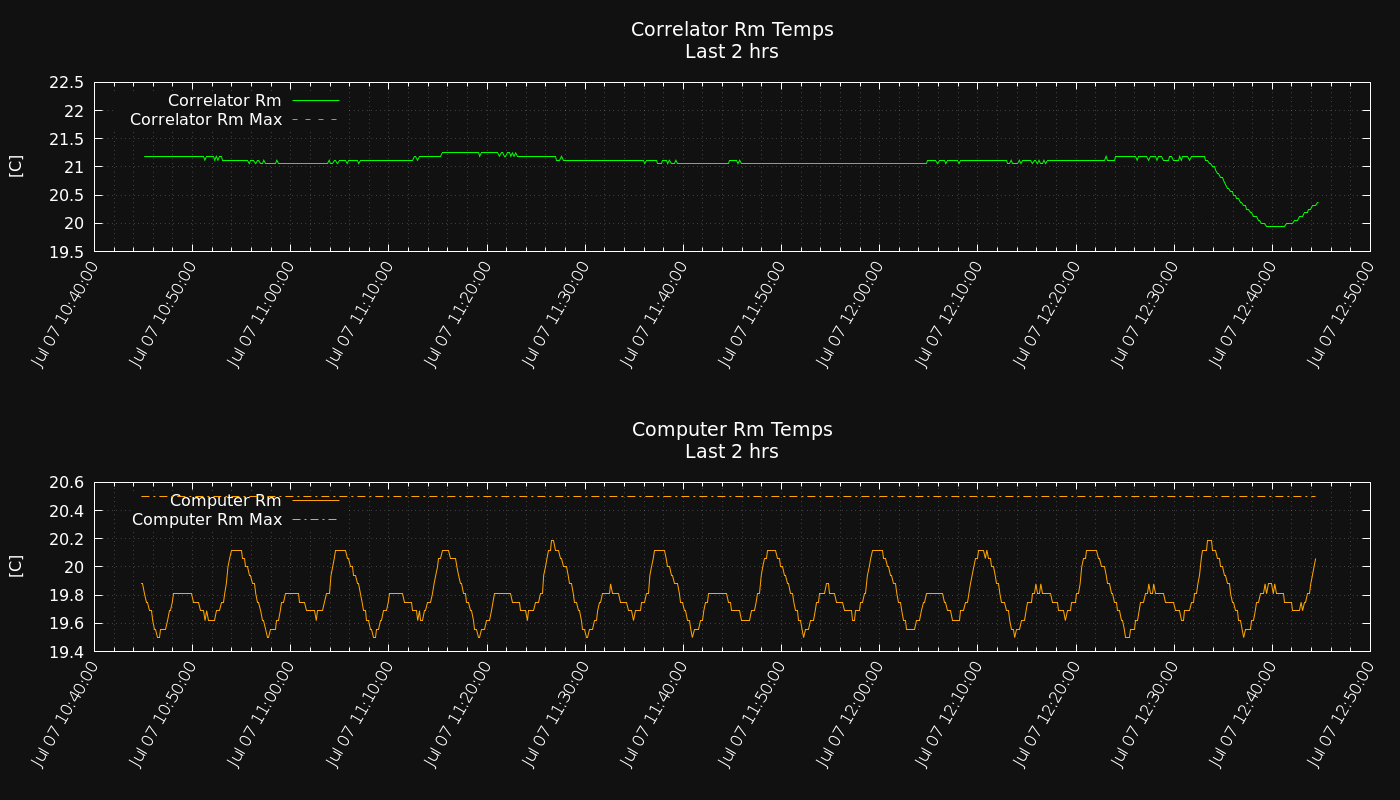 Correlator Rm Temps
Last 2 hrs
22.5
22
21.5
21
20.5
20
19.5
[C]
Correlator Rm
Correlator Rm Max
Jul 07 10:40:00
Jul 07 10:50:00
Jul 07 11:00:00
Jul 07 11:10:00
Jul 07 11:20:00
Jul 07 11:30:00
Jul 07 11:40:00
Jul 07 11:50:00
Jul 07 12:00:00
Jul 07 12:10:00
Jul 07 12:20:00
Jul 07 12:30:00
Jul 07 12:40:00
Jul 07 12:50:00
Computer Rm Temps
Last 2 hrs
20.6
20.4
20.2
20
19.8
19.6
19.4
[C]
Computer Rm
Computer Rm Max
Jul 07 10:40:00
Jul 07 10:50:00
Jul 07 11:00:00
Jul 07 11:10:00
Jul 07 11:20:00
Jul 07 11:30:00
Jul 07 11:40:00
Jul 07 11:50:00
Jul 07 12:00:00
Jul 07 12:10:00
Jul 07 12:20:00
Jul 07 12:30:00
Jul 07 12:40:00
Jul 07 12:50:00